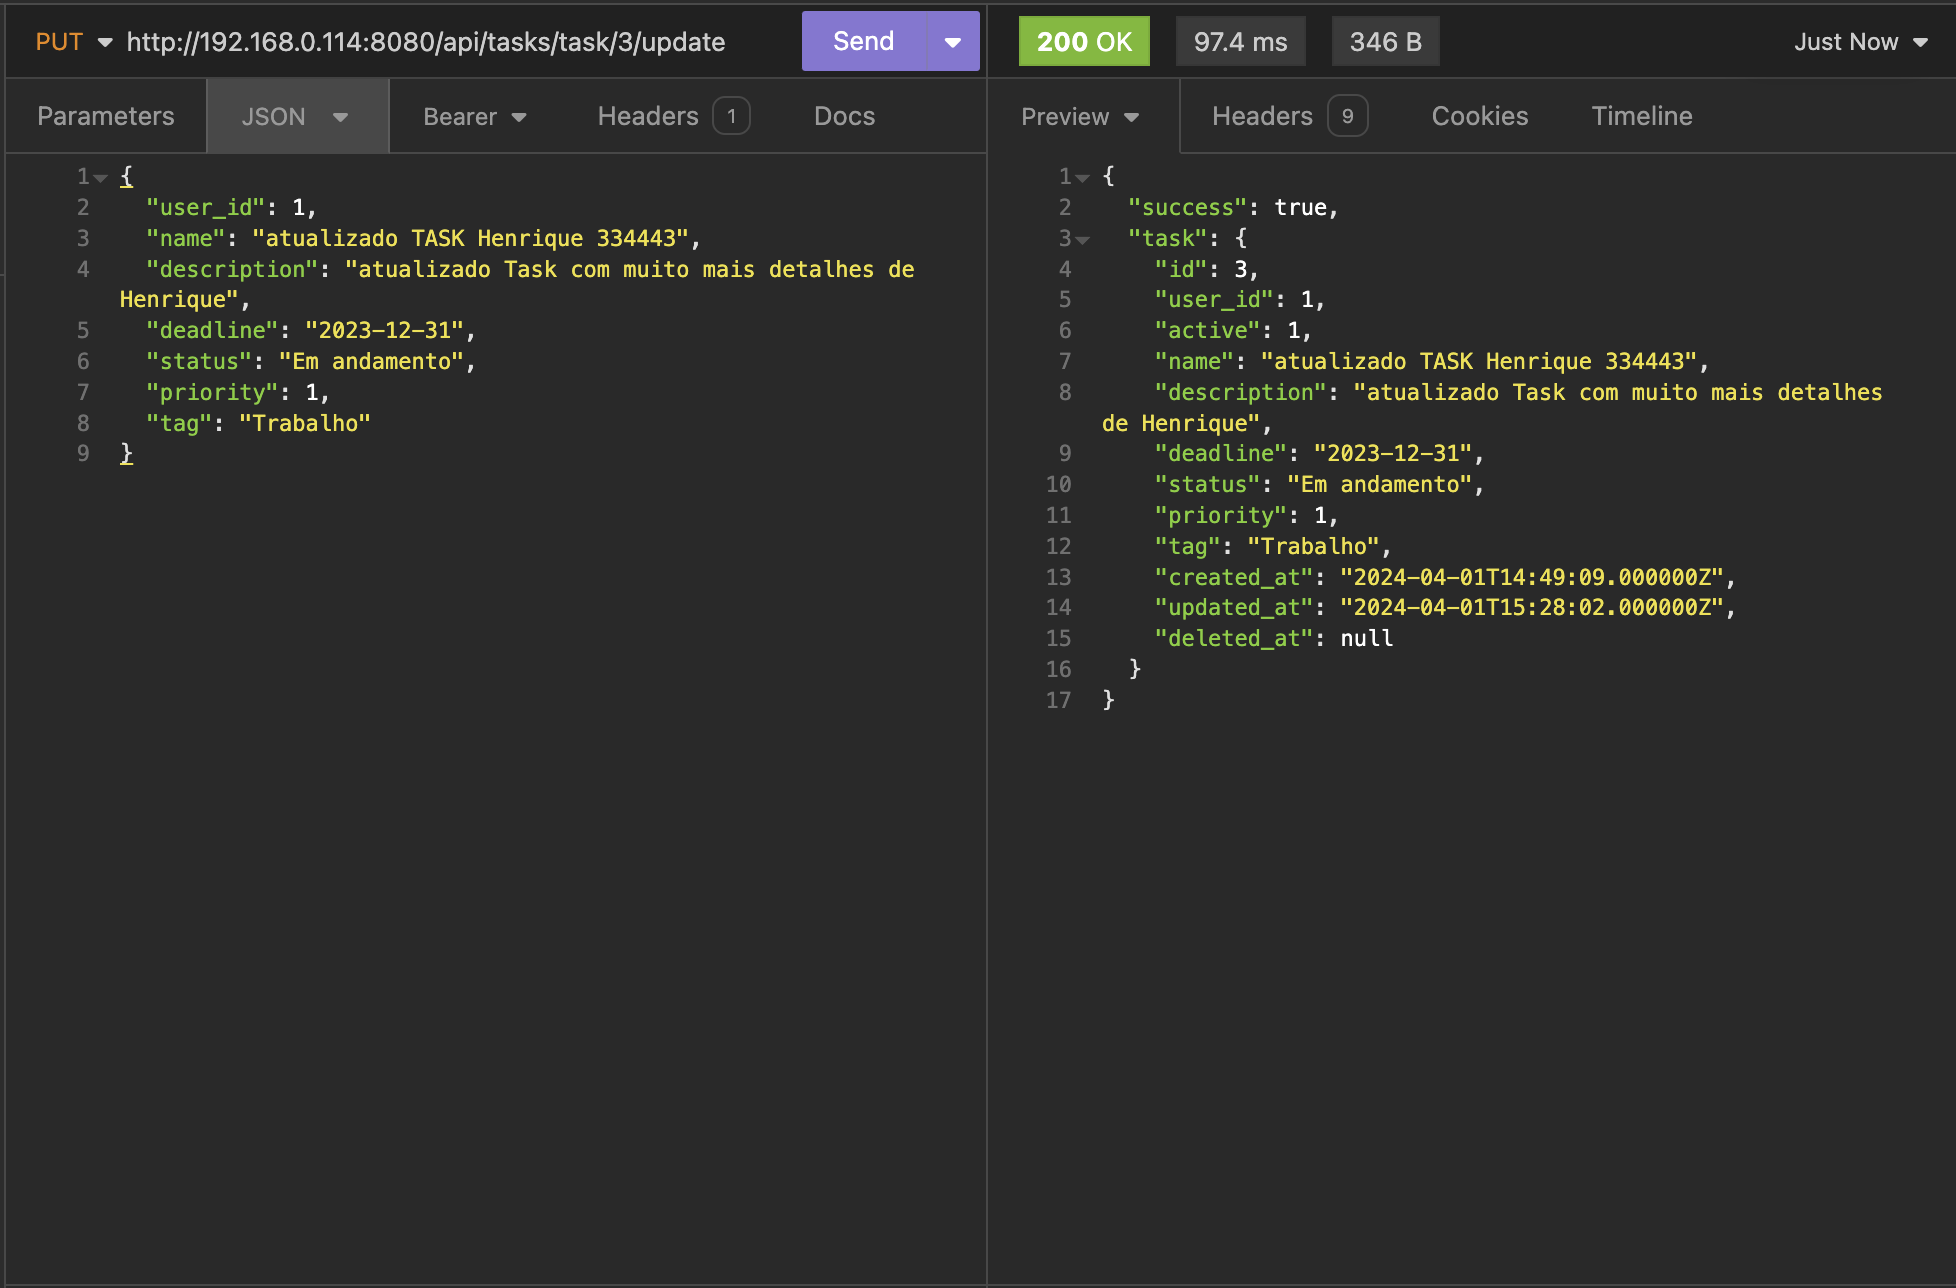 PUT http://192.168.0.114:8080/api/tasks/task/3/update Send
Parameters JSON Bearer Headers 1 Docs
1 {
2 "user_id": 1,
3 "name": "atualizado TASK Henrique 334443",
4 "description": "atualizado Task com muito mais detalhes de
Henrique",
5 "deadline": "2023-12-31",
6 "status": "Em andamento",
7 "priority": 1,
8 "tag": "Trabalho"
9 }
200 OK 97.4 ms 346 B Just Now
Preview Headers 9 Cookies Timeline
1 {
2 "success": true,
3 "task": {
4 "id": 3,
5 "user_id": 1,
6 "active": 1,
7 "name": "atualizado TASK Henrique 334443",
8 "description": "atualizado Task com muito mais detalhes
de Henrique",
9 "deadline": "2023-12-31",
10 "status": "Em andamento",
11 "priority": 1,
12 "tag": "Trabalho",
13 "created_at": "2024-04-01T14:49:09.000000Z",
14 "updated_at": "2024-04-01T15:28:02.000000Z",
15 "deleted_at": null
16 }
17 }